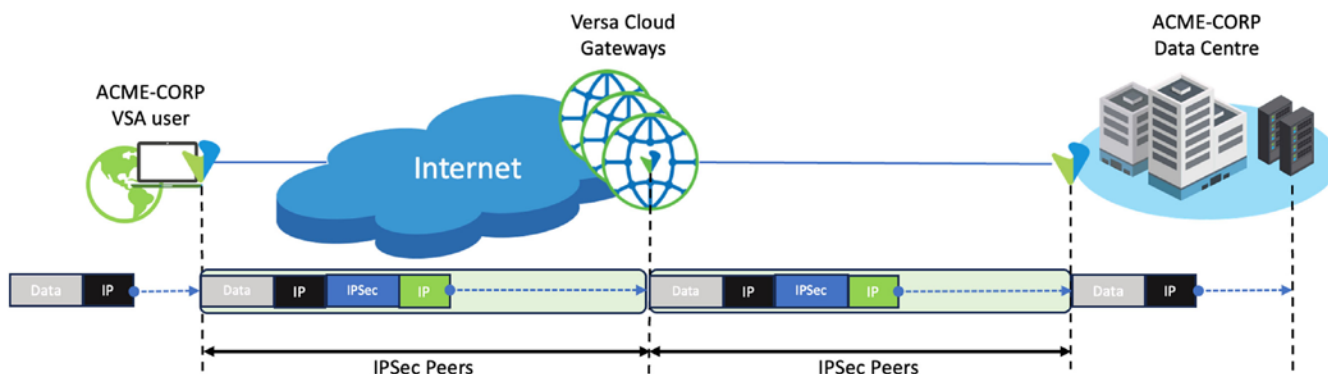 Versa Cloud
Gateways
ACME-CORP
Data Centre
ACME-CORP
VSA user
Internet
Data IP Data IP IPSec IP Data IP IPSec IP Data IP
IPSec Peers IPSec Peers